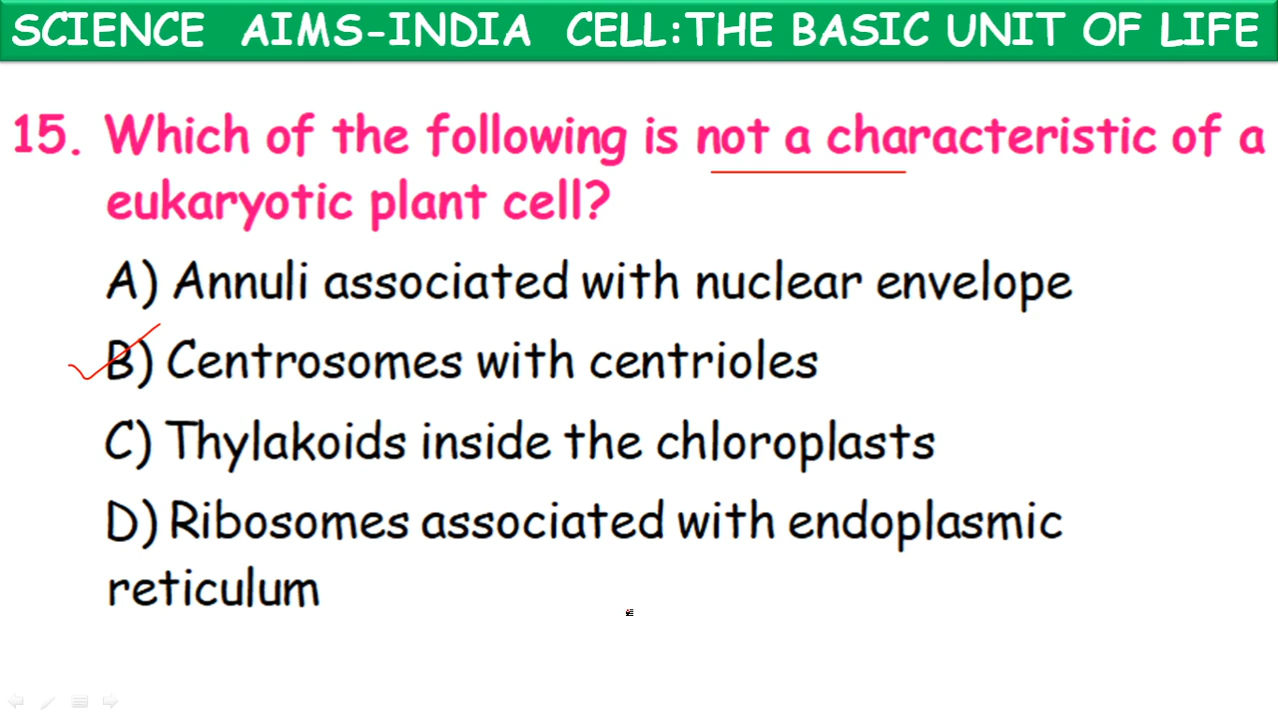 SCIENCE AIMS-INDIA CELL:THE BASIC UNIT OF LIFE
15. Which of the following is not a characteristic of a
eukaryotic plant cell?
A) Annuli associated with nuclear envelope
B) Centrosomes with centrioles
C) Thylakoids inside the chloroplasts
D) Ribosomes associated with endoplasmic
reticulum